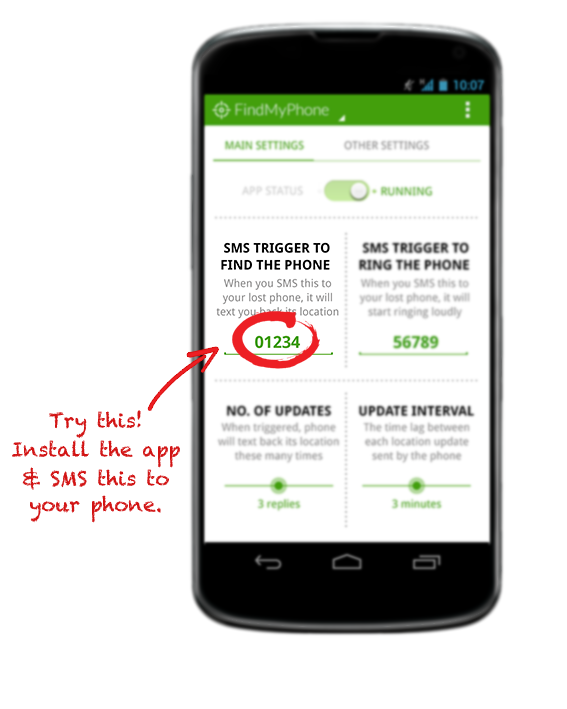 10:07
FindMyPhone
MAIN SETTINGS
OTHER SETTINGS
APP STATUS
RUNNING
SMS TRIGGER TO
FIND THE PHONE
When you SMS this to
your lost phone, it will
text you back its location
01234
SMS TRIGGER TO
RING THE PHONE
When you SMS this to
your lost phone, it will
start ringing loudly
56789
NO. OF UPDATES
When triggered, phone
will text back its location
these many times
3 replies
UPDATE INTERVAL
The time lag between
each location update
sent by the phone
3 minutes
Try this!
Install the app
& SMS this to
your phone.